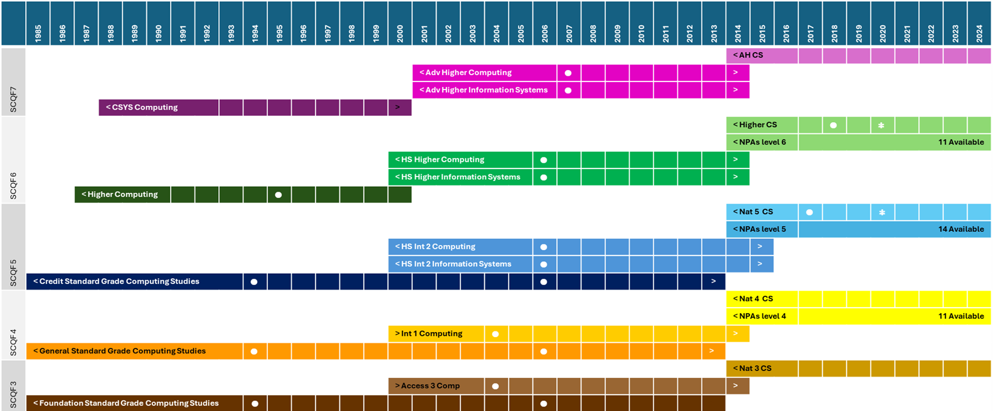 1985 1986 1987 1988 1989 1990 1991 1992 1993 1994 1995 1996 1997 1998 1999 2000 2001 2002 2003 2004 2005 2006 2007 2008 2009 2010 2011 2012 2013 2014 2015 2016 2017 2018 2019 2020 2021 2022 2023 2024
SCQF7
< AH CS
< Adv Higher Computing >
< Adv Higher Information Systems >
< CSYS Computing >
SCQF6
< Higher CS *
< NPAs level 6 11 Available
< HS Higher Computing >
< HS Higher Information Systems >
< Higher Computing
SCQF5
< Nat 5 CS *
< NPAs level 5 14 Available
< HS Int 2 Computing >
< HS Int 2 Information Systems >
< Credit Standard Grade Computing Studies >
SCQF4
< Nat 4 CS
< NPAs level 4 11 Available
> Int 1 Computing >
< General Standard Grade Computing Studies >
SCQF3
< Nat 3 CS
> Access 3 Comp >
< Foundation Standard Grade Computing Studies